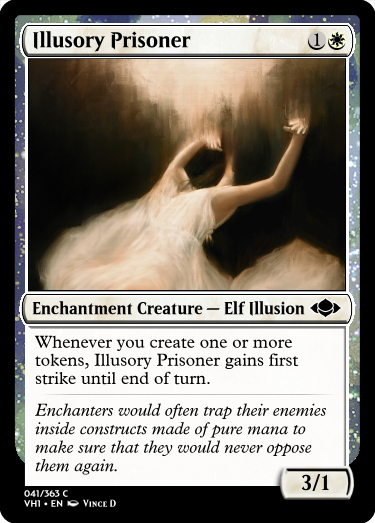 Illusory Prisoner 1
Enchantment Creature — Elf Illusion
Whenever you create one or more
tokens, Illusory Prisoner gains first
strike until end of turn.
Enchanters would often trap their enemies
inside constructs made of pure mana to
make sure that they would never oppose
them again.
3/1
041/363 C
VH1 • EN Vince D